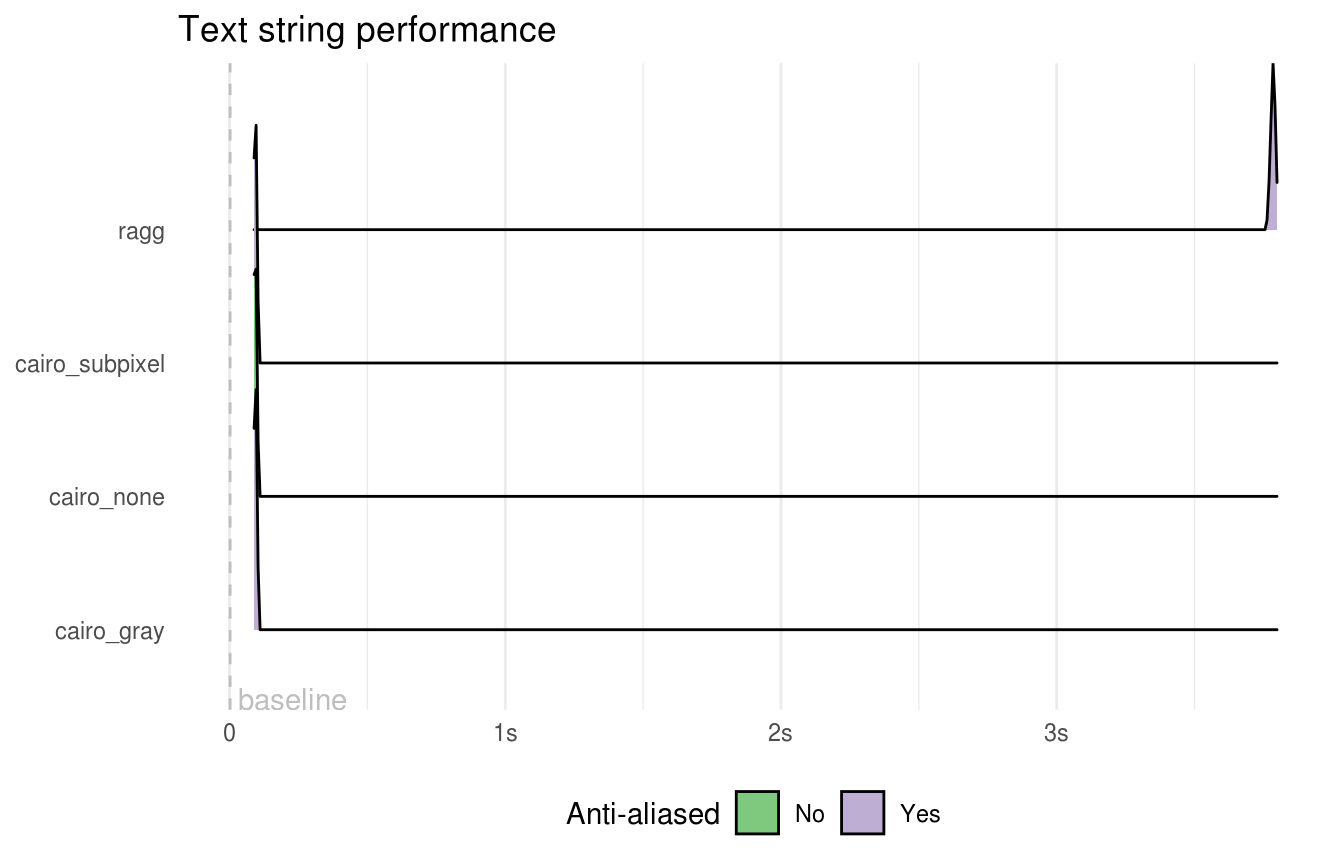 Text string performance
ragg
cairo_subpixel
cairo_none
cairo_gray
baseline
0 1s 2s 3s
Anti-aliased No Yes